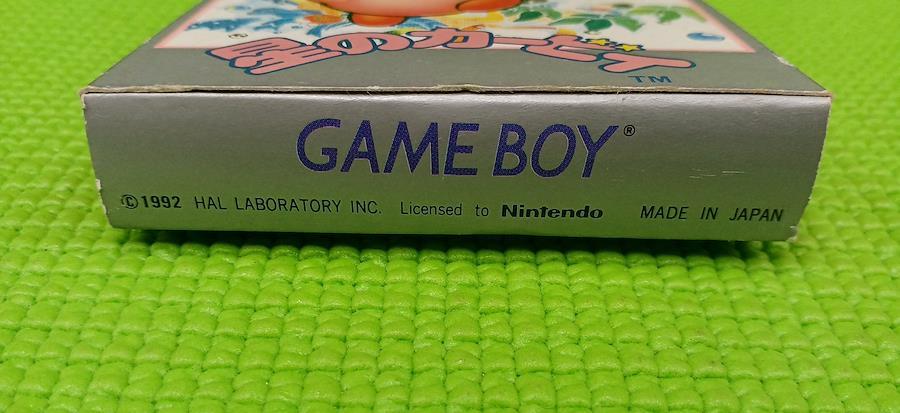 星のカービィ
TM
GAME BOY®
©1992 HAL LABORATORY INC. Licensed to Nintendo MADE IN JAPAN